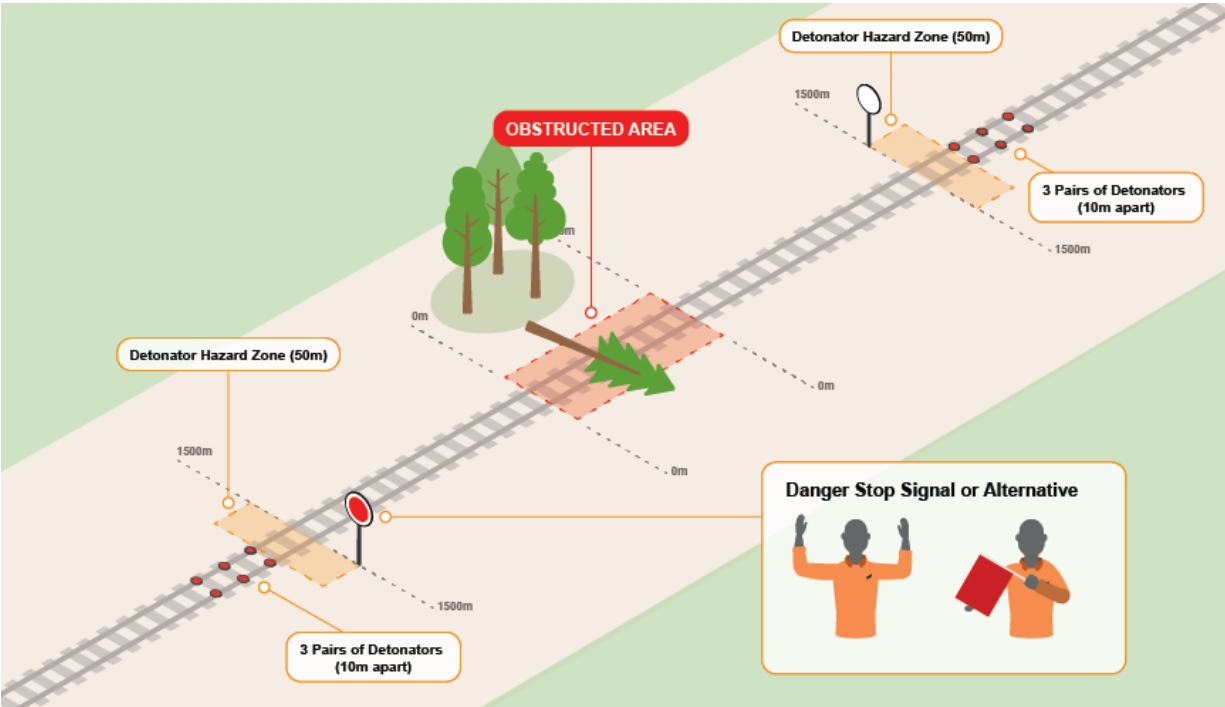 Detonator Hazard Zone (50m)
1500m
OBSTRUCTED AREA
3 Pairs of Detonators
(10m apart)
1500m
0m
0m
Detonator Hazard Zone (50m)
0m
1500m
0m
Danger Stop Signal or Alternative
1500m
3 Pairs of Detonators
(10m apart)